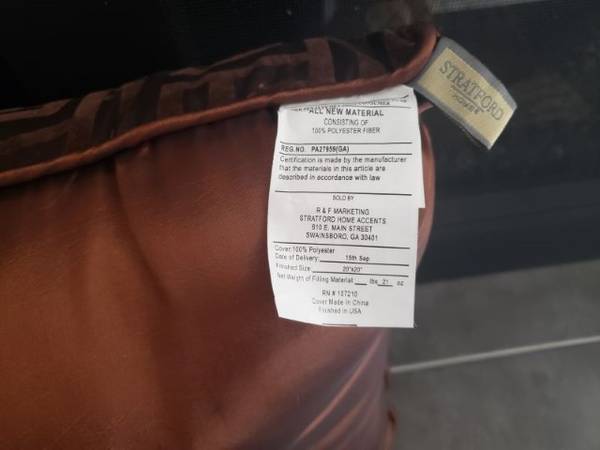 ALL NEW MATERIAL
CONSISTING OF
100% POLYESTER FIBER
REG.NO. PA27959(GA)
Certification is made by the manufacturer
that the materials in this article are
described in accordance with law
SOLD BY
R & F MARKETING
STRATFORD HOME ACCENTS
910 E. MAIN STREET
SWAINSBORO, GA 30401
Cover:100% Polyester
Date of Delivery: 15th Sep
Finished Size: 20"x20"
Net Weight of Filling Material lbs 21 oz
RN # 137210
Cover Made in China
Finished in USA
STRATFORD
HOME